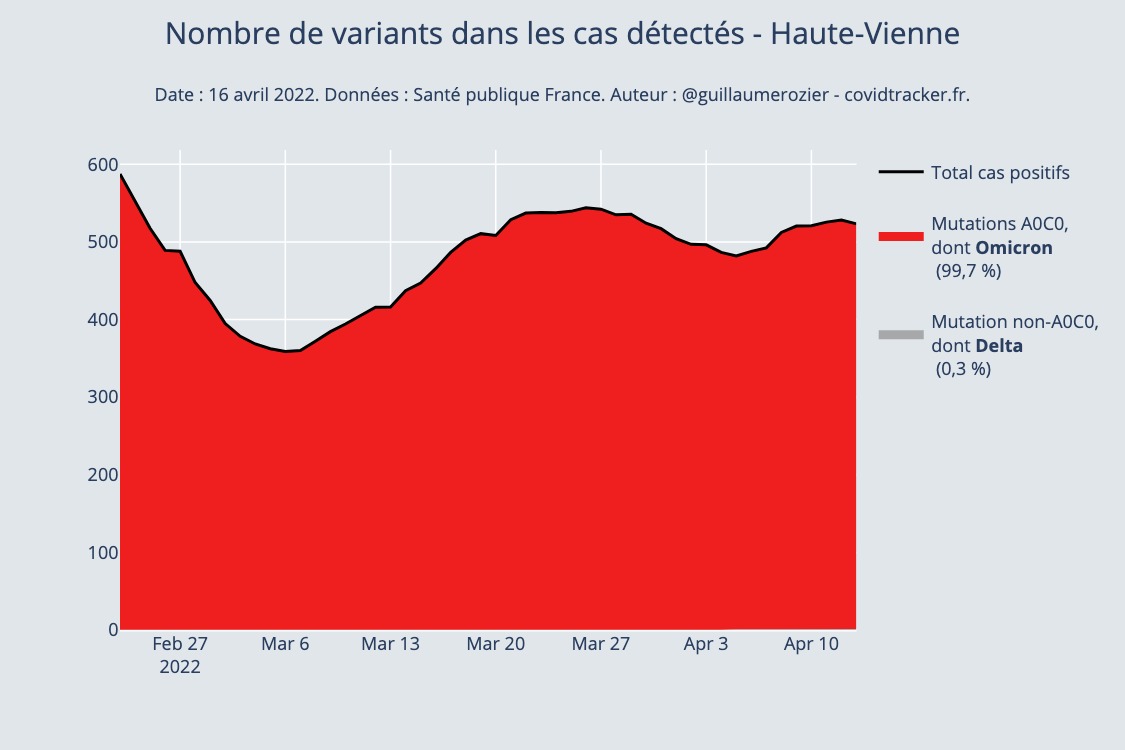 Nombre de variants dans les cas détectés - Haute-Vienne
Date : 16 avril 2022. Données : Santé publique France. Auteur : @guillaumerozier - covidtracker.fr.
600
500
400
300
200
100
0
Feb 27
2022
Mar 6
Mar 13
Mar 20
Mar 27
Apr 3
Apr 10
Total cas positifs
Mutations A0C0,
dont Omicron
(99,7 %)
Mutation non-A0C0,
dont Delta
(0,3 %)